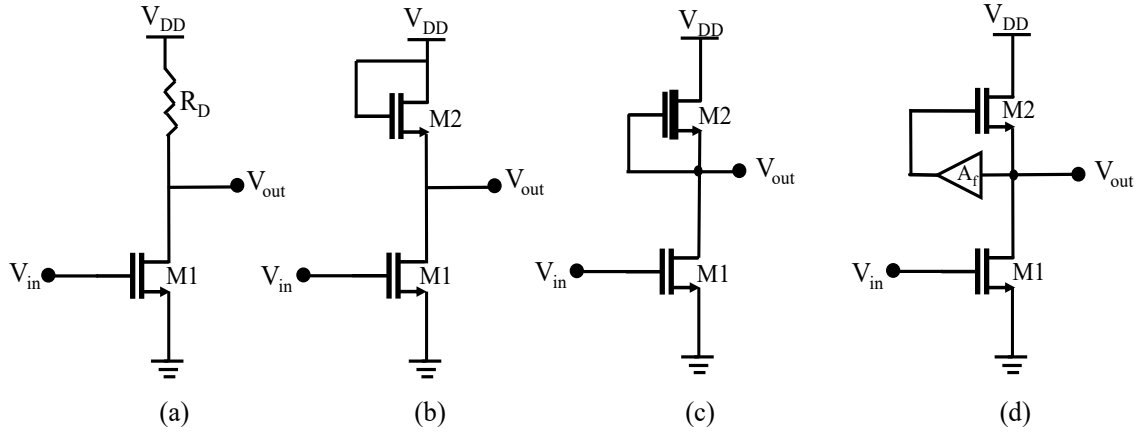 V_DD
R_D
V_out
V_in
M1
(a)
V_DD
M2
V_out
V_in
M1
(b)
V_DD
M2
V_out
V_in
M1
(c)
V_DD
M2
A_f
V_out
V_in
M1
(d)